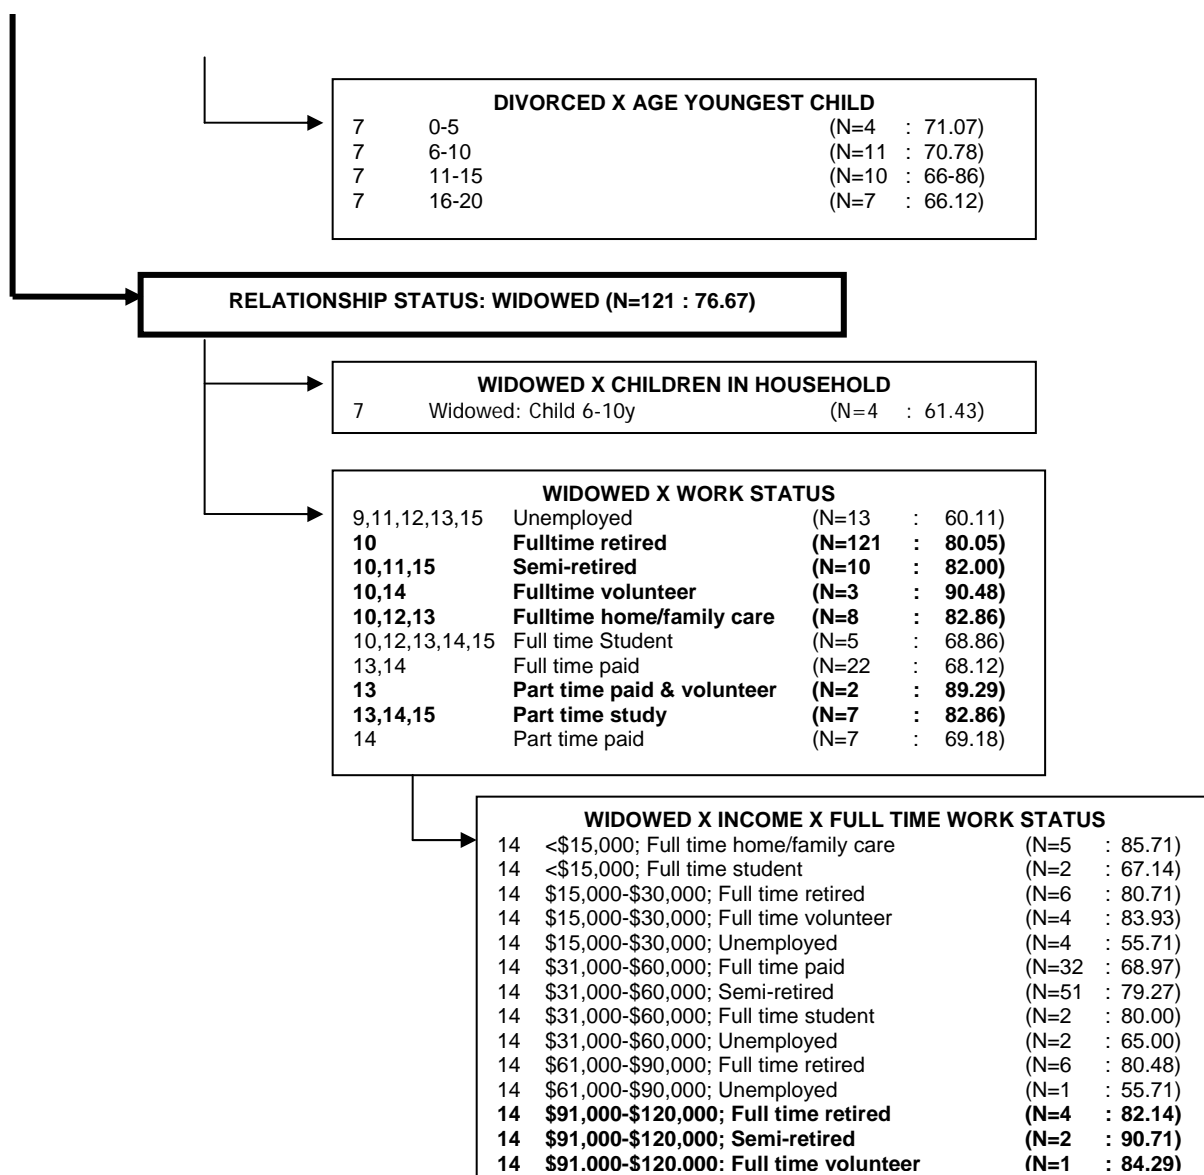 DIVORCED X AGE YOUNGEST CHILD
7 0-5 (N=4 : 71.07)
7 6-10 (N=11 : 70.78)
7 11-15 (N=10 : 66-86)
7 16-20 (N=7 : 66.12)
RELATIONSHIP STATUS: WIDOWED (N=121 : 76.67)
WIDOWED X CHILDREN IN HOUSEHOLD
7 Widowed: Child 6-10y (N=4 : 61.43)
WIDOWED X WORK STATUS
9,11,12,13,15 Unemployed (N=13 : 60.11)
10 Fulltime retired (N=121 : 80.05)
10,11,15 Semi-retired (N=10 : 82.00)
10,14 Fulltime volunteer (N=3 : 90.48)
10,12,13 Fulltime home/family care (N=8 : 82.86)
10,12,13,14,15 Full time Student (N=5 : 68.86)
13,14 Full time paid (N=22 : 68.12)
13 Part time paid & volunteer (N=2 : 89.29)
13,14,15 Part time study (N=7 : 82.86)
14 Part time paid (N=7 : 69.18)
WIDOWED X INCOME X FULL TIME WORK STATUS
14 <$15,000; Full time home/family care (N=5 : 85.71)
14 <$15,000; Full time student (N=2 : 67.14)
14 $15,000-$30,000; Full time retired (N=6 : 80.71)
14 $15,000-$30,000; Full time volunteer (N=4 : 83.93)
14 $15,000-$30,000; Unemployed (N=4 : 55.71)
14 $31,000-$60,000; Full time paid (N=32 : 68.97)
14 $31,000-$60,000; Semi-retired (N=51 : 79.27)
14 $31,000-$60,000; Full time student (N=2 : 80.00)
14 $31,000-$60,000; Unemployed (N=2 : 65.00)
14 $61,000-$90,000; Full time retired (N=6 : 80.48)
14 $61,000-$90,000; Unemployed (N=1 : 55.71)
14 $91,000-$120,000; Full time retired (N=4 : 82.14)
14 $91,000-$120,000; Semi-retired (N=2 : 90.71)
14 $91,000-$120,000; Full time volunteer (N=1 : 84.29)